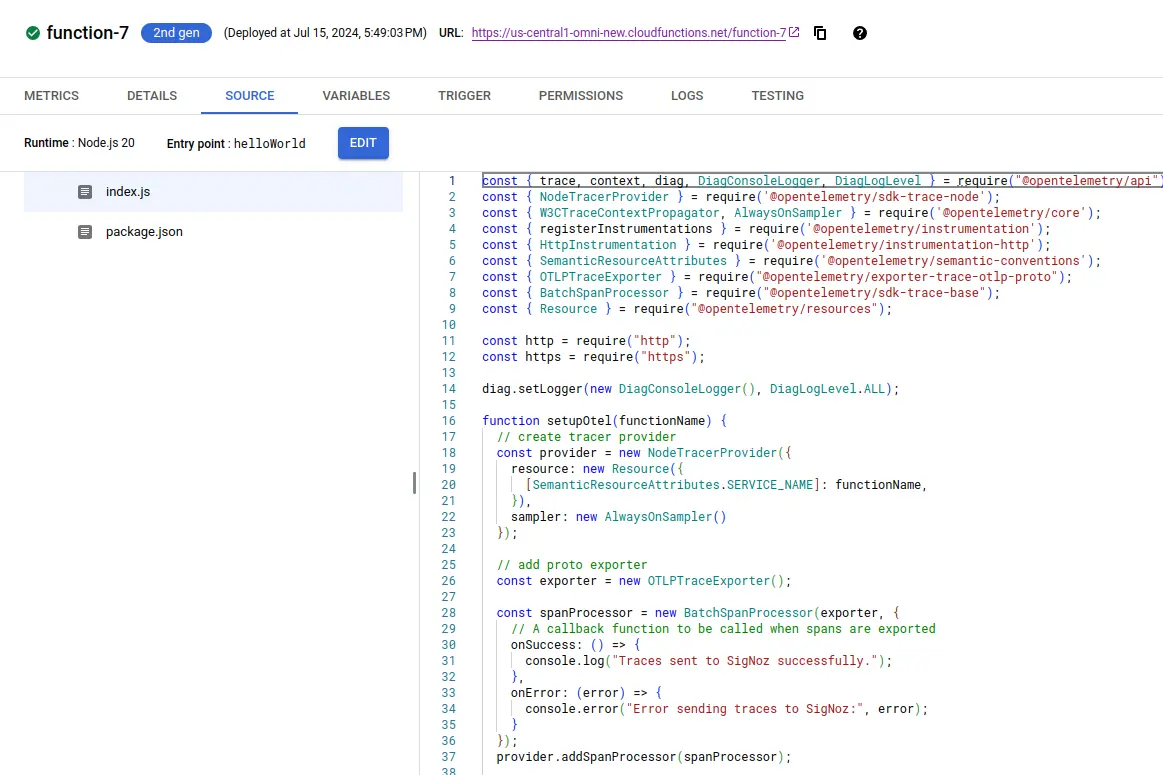 function-7 2nd gen (Deployed at Jul 15, 2024, 5:49:03 PM) URL: https://us-central1-omni-new.cloudfunctions.net/function-7
METRICS DETAILS SOURCE VARIABLES TRIGGER PERMISSIONS LOGS TESTING
Runtime : Node.js 20 Entry point : helloWorld EDIT
index.js
package.json
1 const { trace, context, diag, DiagConsoleLogger, DiagLogLevel } = require("@opentelemetry/api")
2 const { NodeTracerProvider } = require('@opentelemetry/sdk-trace-node');
3 const { W3CTraceContextPropagator, AlwaysOnSampler } = require('@opentelemetry/core');
4 const { registerInstrumentations } = require('@opentelemetry/instrumentation');
5 const { HttpInstrumentation } = require('@opentelemetry/instrumentation-http');
6 const { SemanticResourceAttributes } = require('@opentelemetry/semantic-conventions');
7 const { OTLPTraceExporter } = require("@opentelemetry/exporter-trace-otlp-proto");
8 const { BatchSpanProcessor } = require("@opentelemetry/sdk-trace-base");
9 const { Resource } = require("@opentelemetry/resources");
10
11 const http = require("http");
12 const https = require("https");
13
14 diag.setLogger(new DiagConsoleLogger(), DiagLogLevel.ALL);
15
16 function setupOtel(functionName) {
17 // create tracer provider
18 const provider = new NodeTracerProvider({
19 resource: new Resource({
20 [SemanticResourceAttributes.SERVICE_NAME]: functionName,
21 }),
22 sampler: new AlwaysOnSampler()
23 });
24
25 // add proto exporter
26 const exporter = new OTLPTraceExporter();
27
28 const spanProcessor = new BatchSpanProcessor(exporter, {
29 // A callback function to be called when spans are exported
30 onSuccess: () => {
31 console.log("Traces sent to SigNoz successfully.");
32 },
33 onError: (error) => {
34 console.error("Error sending traces to SigNoz:", error);
35 }
36 });
37 provider.addSpanProcessor(spanProcessor);
38